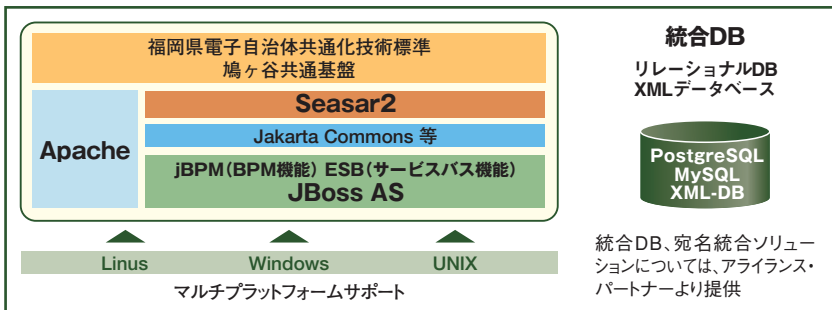 福岡県電子自治体共通化技術標準
鳩ヶ谷共通基盤
Apache
Seasar2
Jakarta Commons 等
jBPM(BPM機能) ESB(サービスバス機能)
JBoss AS
Linus
Windows
UNIX
マルチプラットフォームサポート
統合DB
リレーショナルDB
XMLデータベース
PostgreSQL
MySQL
XML-DB
統合DB、宛名統合ソリュー
ションについては、アライランス・
パートナーより提供